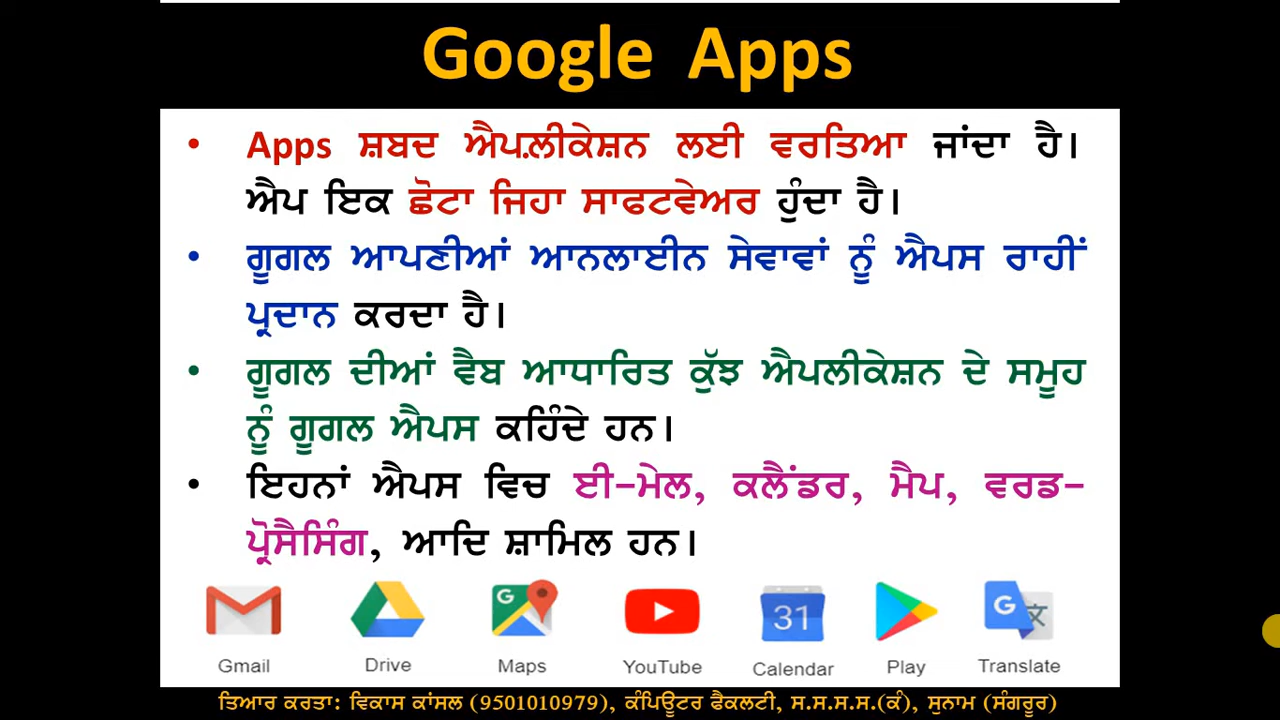 Google Apps
• Apps ਸ਼ਬਦ ਐਪਲੀਕੇਸ਼ਨ ਲਈ ਵਰਤਿਆ ਜਾਂਦਾ ਹੈ।
ਐਪ ਇਕ ਛੋਟਾ ਜਿਹਾ ਸਾਫਟਵੇਅਰ ਹੁੰਦਾ ਹੈ।
• ਗੂਗਲ ਆਪਣੀਆਂ ਆਨਲਾਈਨ ਸੇਵਾਵਾਂ ਨੂੰ ਐਪਸ ਰਾਹੀਂ
ਪ੍ਰਦਾਨ ਕਰਦਾ ਹੈ।
• ਗੂਗਲ ਦੀਆਂ ਵੈਬ ਆਧਾਰਿਤ ਕੁੱਝ ਐਪਲੀਕੇਸ਼ਨ ਦੇ ਸਮੂਹ
ਨੂੰ ਗੂਗਲ ਐਪਸ ਕਹਿੰਦੇ ਹਨ।
• ਇਹਨਾਂ ਐਪਸ ਵਿਚ ਈ-ਮੇਲ, ਕਲੈਂਡਰ, ਮੈਪ, ਵਰਡ-
ਪ੍ਰੋਸੈਸਿੰਗ, ਆਦਿ ਸ਼ਾਮਿਲ ਹਨ।
G 31 G
Gmail Drive Maps YouTube Calendar Play Translate
ਤਿਆਰ ਕਰਤਾ: ਵਿਕਾਸ ਕਾਂਸਲ (9501010979), ਕੰਪਿਊਟਰ ਫੈਕਲਟੀ, ਸ.ਸ.ਸ.ਸ.(ਕੰ), ਸੁਨਾਮ (ਸੰਗਰੂਰ)